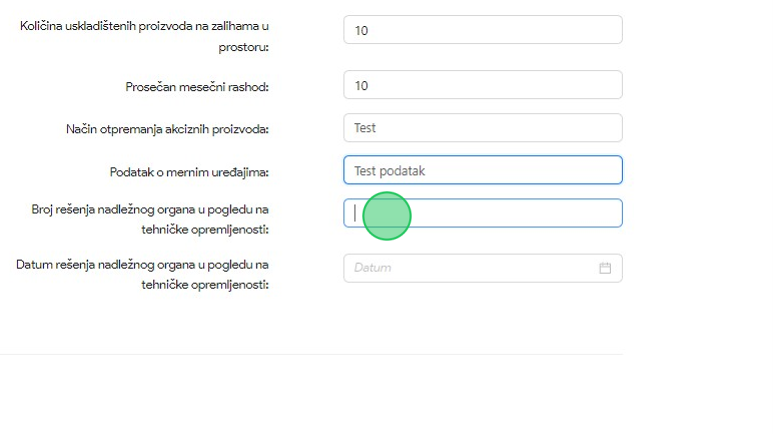 Količina uskladištenih proizvoda na zalihama u
prostoru:
10
Prosečan mesečni rashod:
10
Način otpremanja akciznih proizvoda:
Test
Podatak o mernim uređajima:
Test podatak
Broj rešenja nadležnog organa u pogledu na
tehničke opremljenosti:
Datum rešenja nadležnog organa u pogledu na
tehničke opremljenosti:
Datum